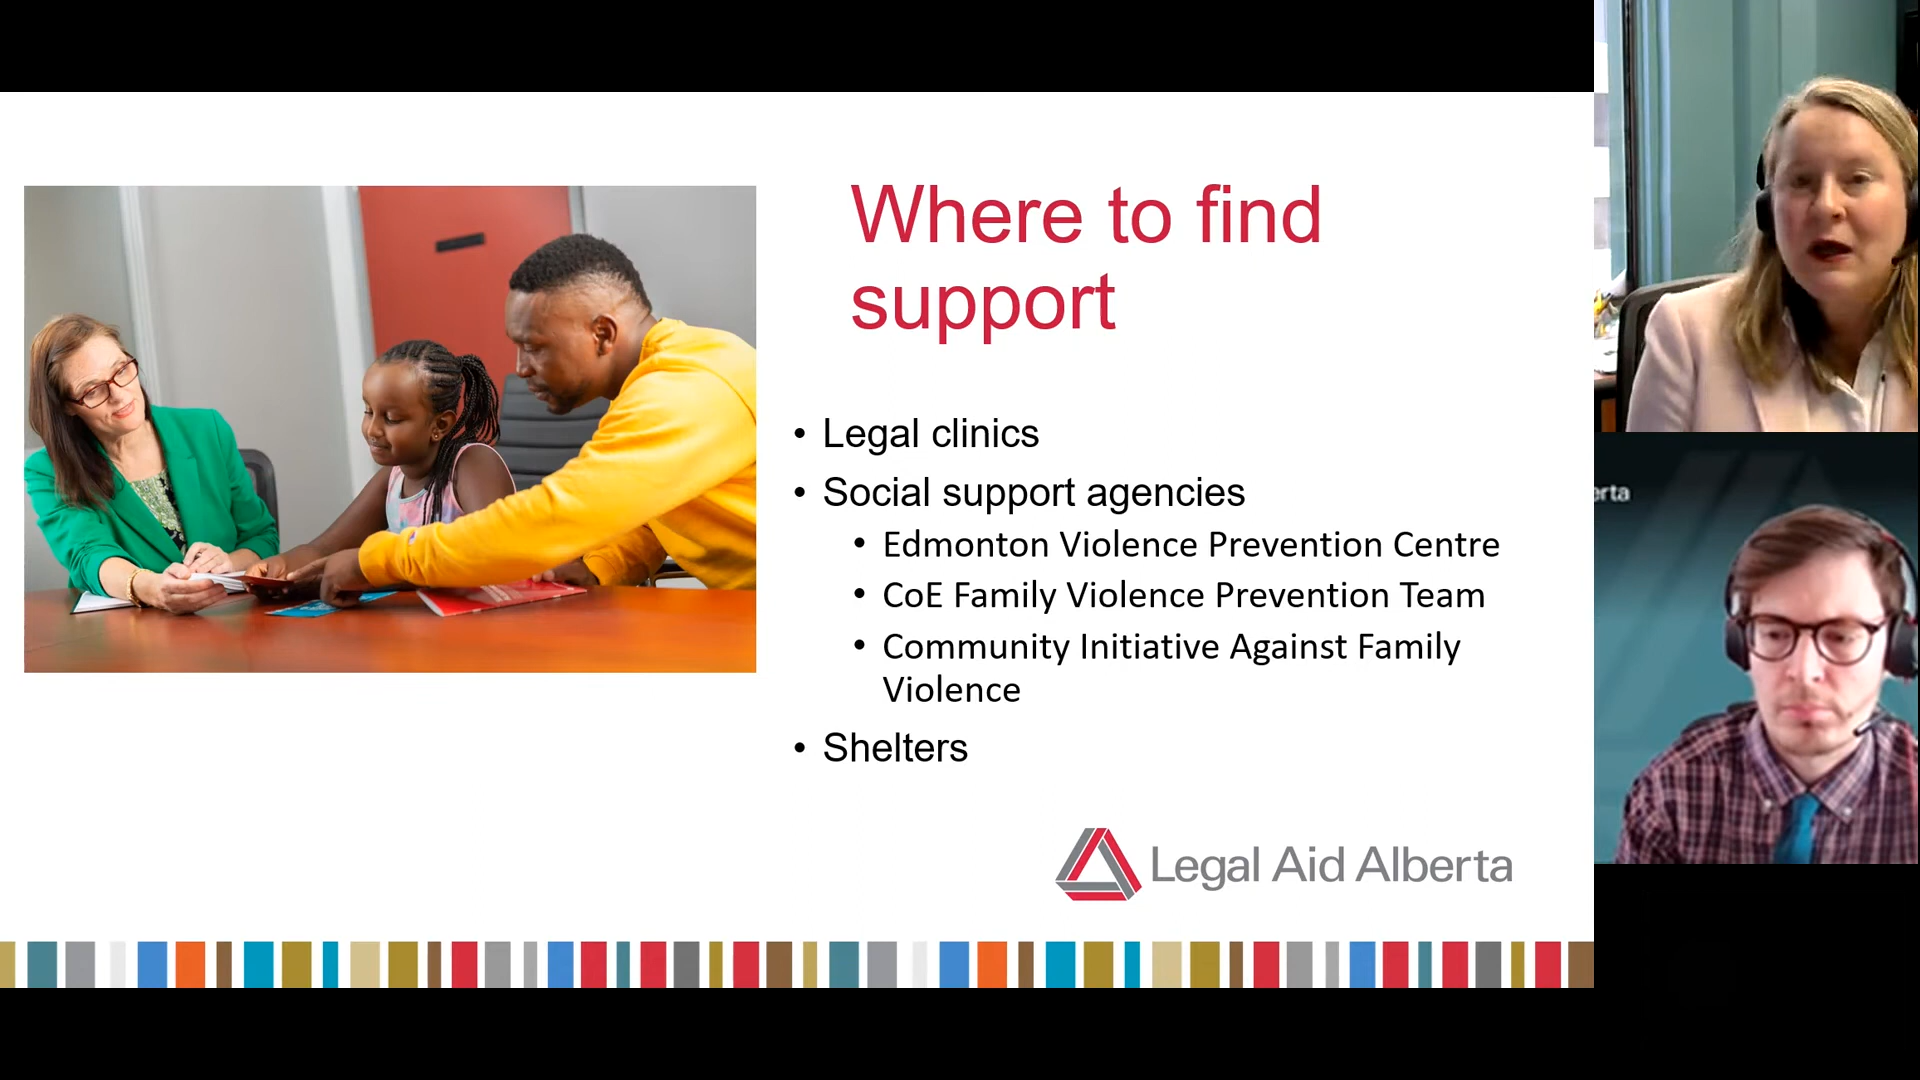 Where to find
support
• Legal clinics
• Social support agencies
• Edmonton Violence Prevention Centre
• CoE Family Violence Prevention Team
• Community Initiative Against Family
Violence
• Shelters
Legal Aid Alberta
erta